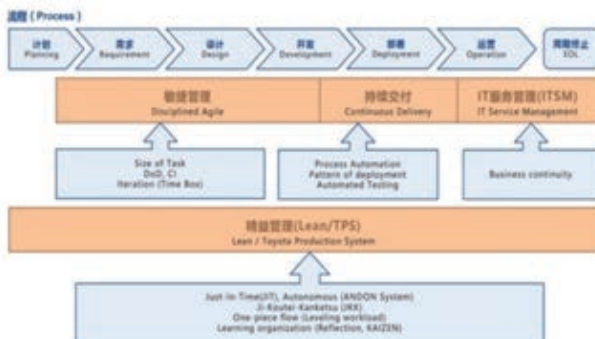 流程 ( Process )
计划
Planning
需求
Requirement
设计
Design
开发
Development
部署
Deployment
运营
Operation
周期终止
EOL
敏捷管理
Disciplined Agile
持续交付
Continuous Delivery
IT服务管理(ITSM)
IT Service Management
Size of Task
DoD, CI
Iteration (Time Box)
Process Automation
Pattern of deployment
Automated Testing
Business continuity
精益管理(Lean/TPS)
Lean / Toyota Production System
Just In Time(JIT), Autonomous (ANDON System)
Ji-Koutei-Kanketsu (JKK)
One-piece flow (Leveling workload)
Learning organization (Reflection, KAIZEN)